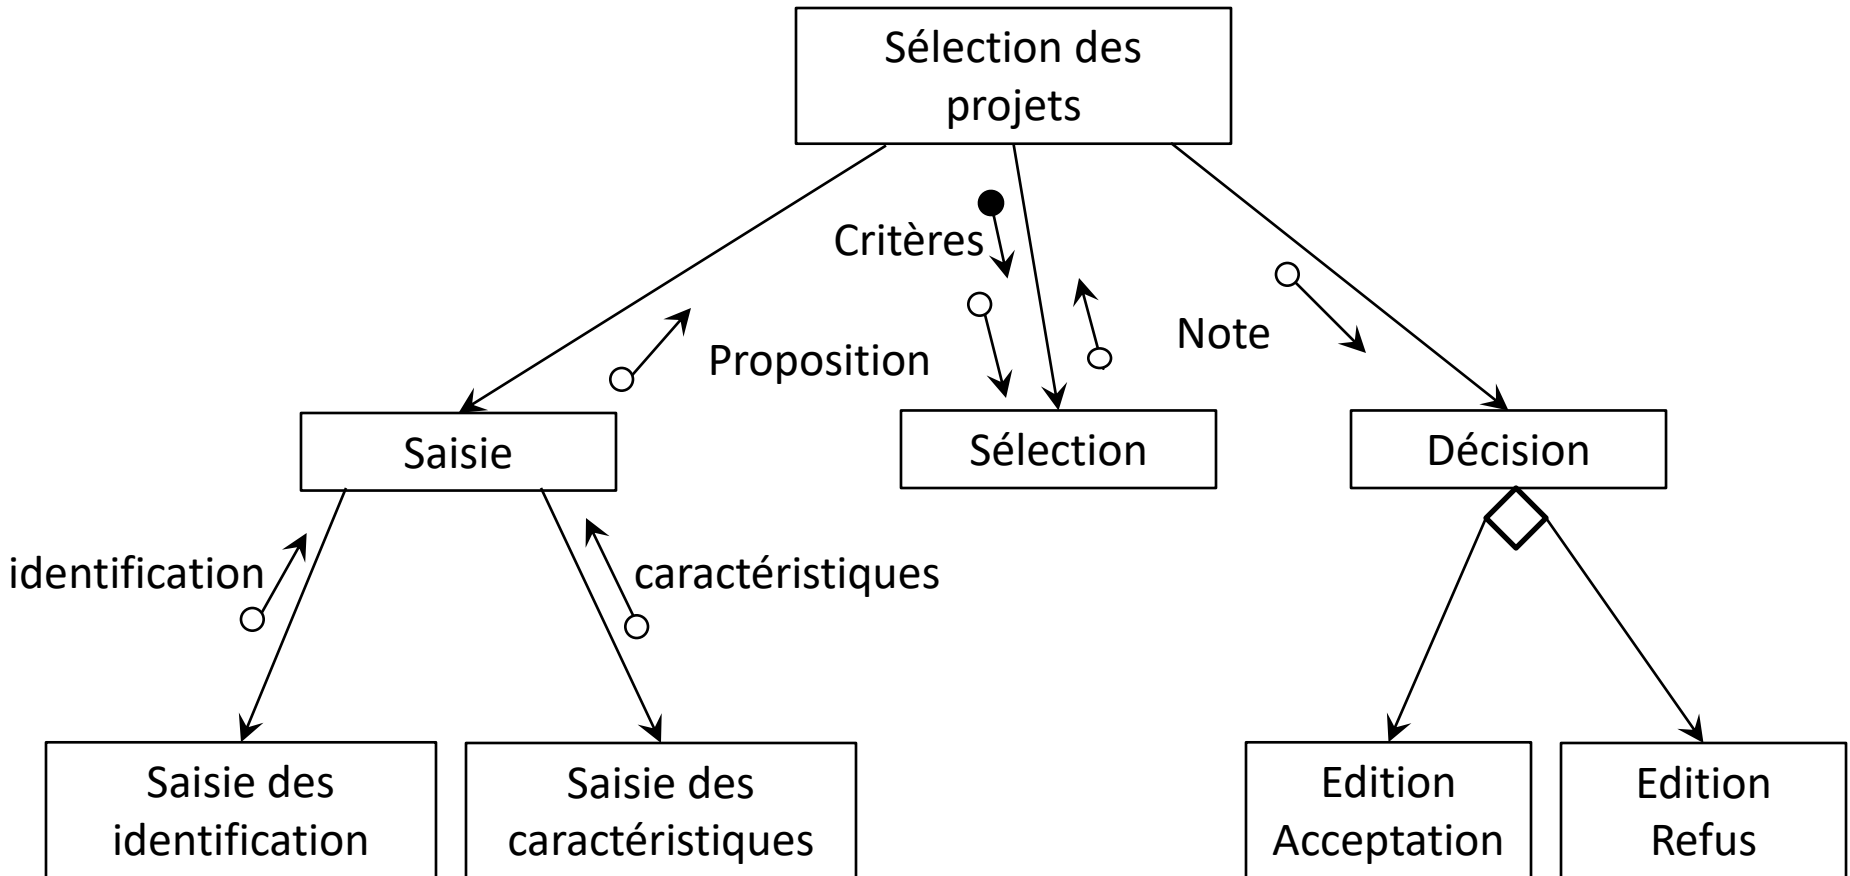 Sélection des
projets
Critères
Note
Proposition
Saisie
Sélection
Décision
identification
caractéristiques
Saisie des
identification
Saisie des
caractéristiques
Edition
Acceptation
Edition
Refus